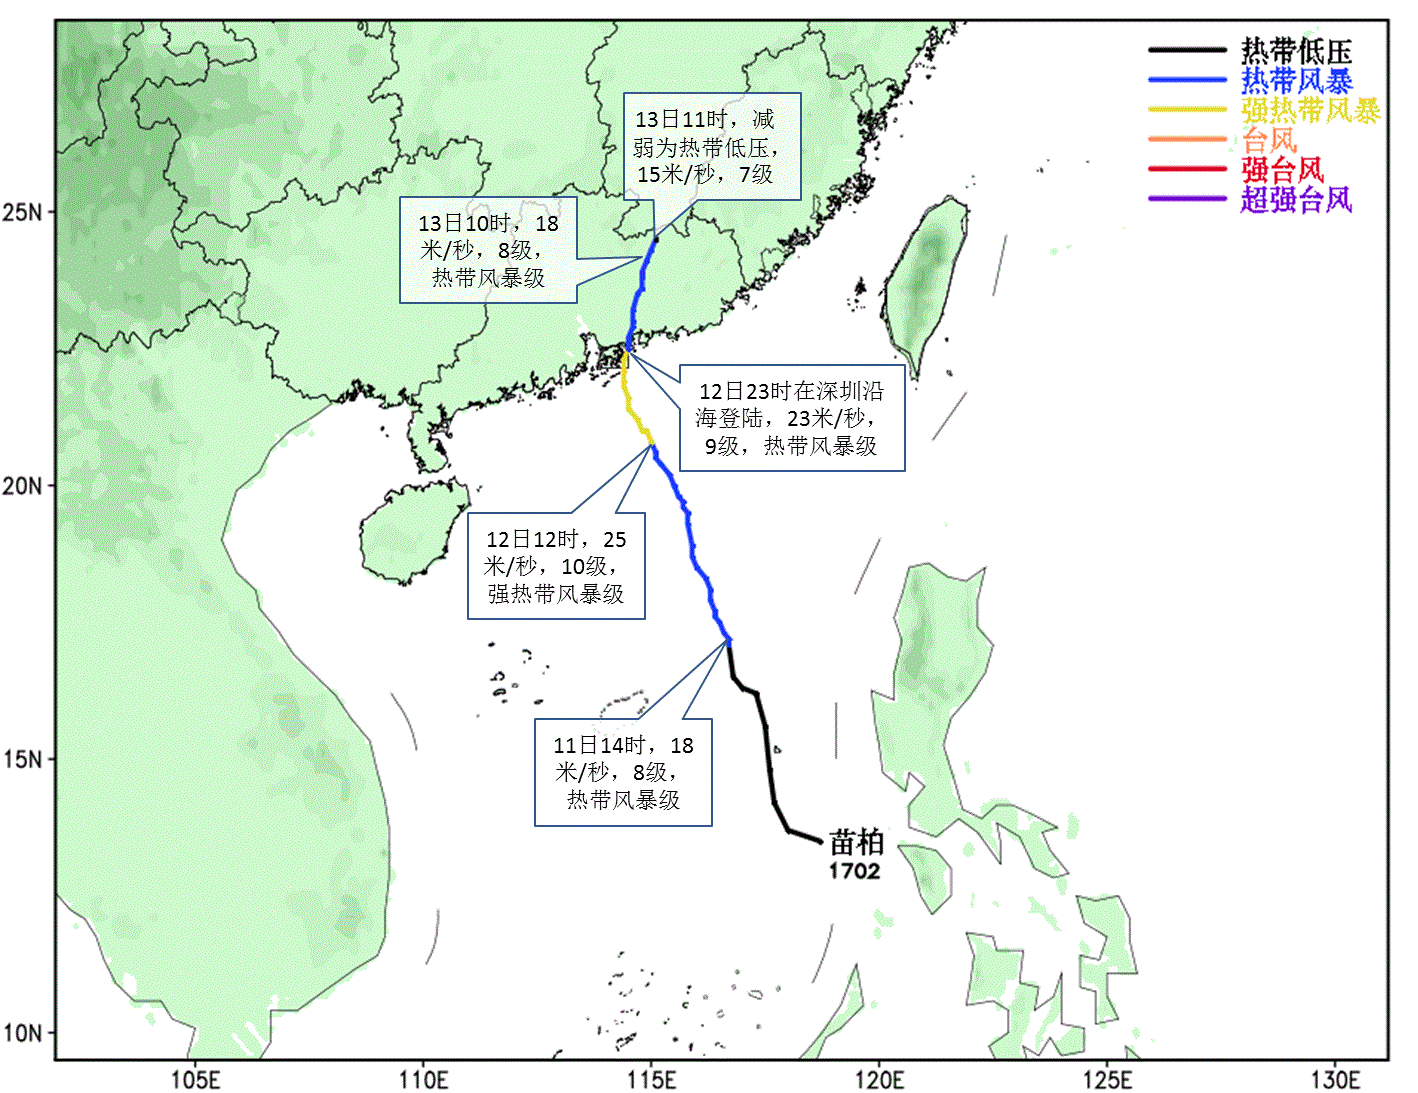 热带低压
热带风暴
强热带风暴
台风
强台风
超强台风
13日11时，减
弱为热带低压，
15米/秒，7级
13日10时，18
米/秒，8级，
热带风暴级
12日23时在深圳沿
海登陆，23米/秒，
9级，热带风暴级
12日12时，25
米/秒，10级，
强热带风暴级
11日14时，18
米/秒，8级，
热带风暴级
苗柏
1702
25N
20N
15N
10N
105E
110E
115E
120E
125E
130E